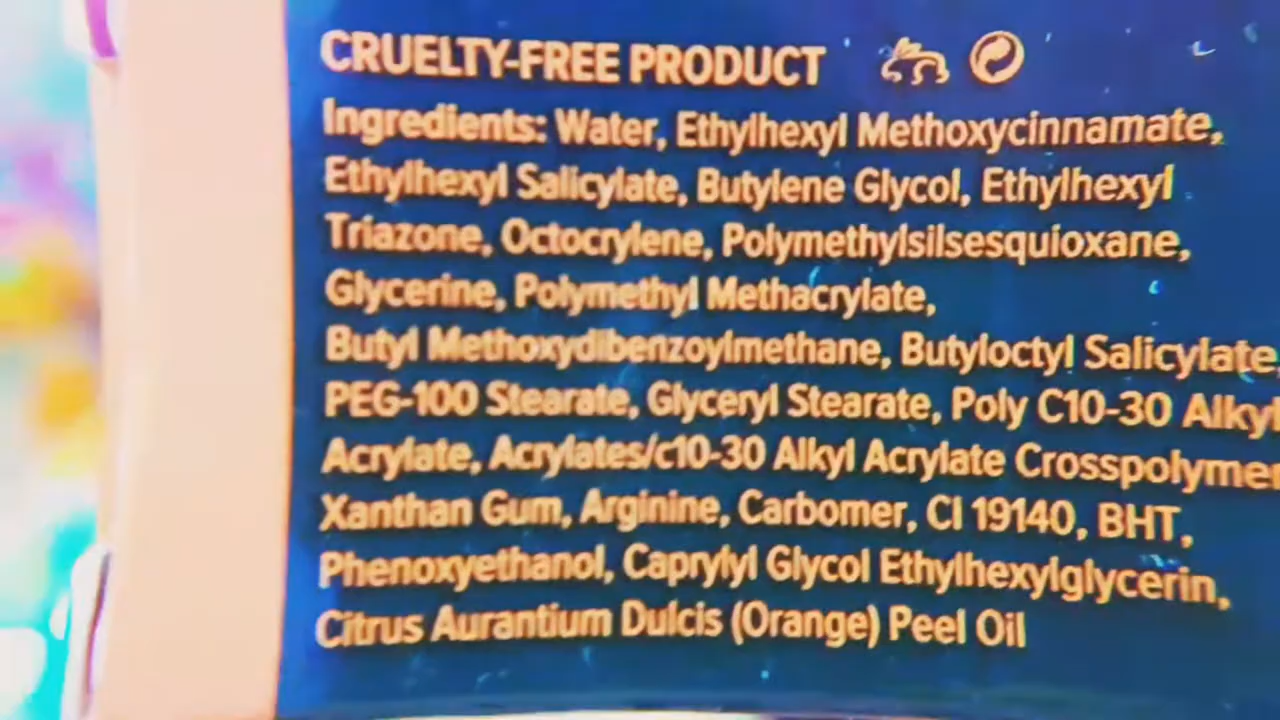 CRUELTY-FREE PRODUCT
Ingredients: Water, Ethylhexyl Methoxycinnamate,
Ethylhexyl Salicylate, Butylene Glycol, Ethylhexyl
Triazone, Octocrylene, Polymethylsilsesquioxane,
Glycerine, Polymethyl Methacrylate,
Butyl Methoxydibenzoylmethane, Butyloctyl Salicylate,
PEG-100 Stearate, Glyceryl Stearate, Poly C10-30 Alkyl
Acrylate, Acrylates/c10-30 Alkyl Acrylate Crosspolymer
Xanthan Gum, Arginine, Carbomer, CI 19140, BHT,
Phenoxyethanol, Caprylyl Glycol Ethylhexylglycerin,
Citrus Aurantium Dulcis (Orange) Peel Oil